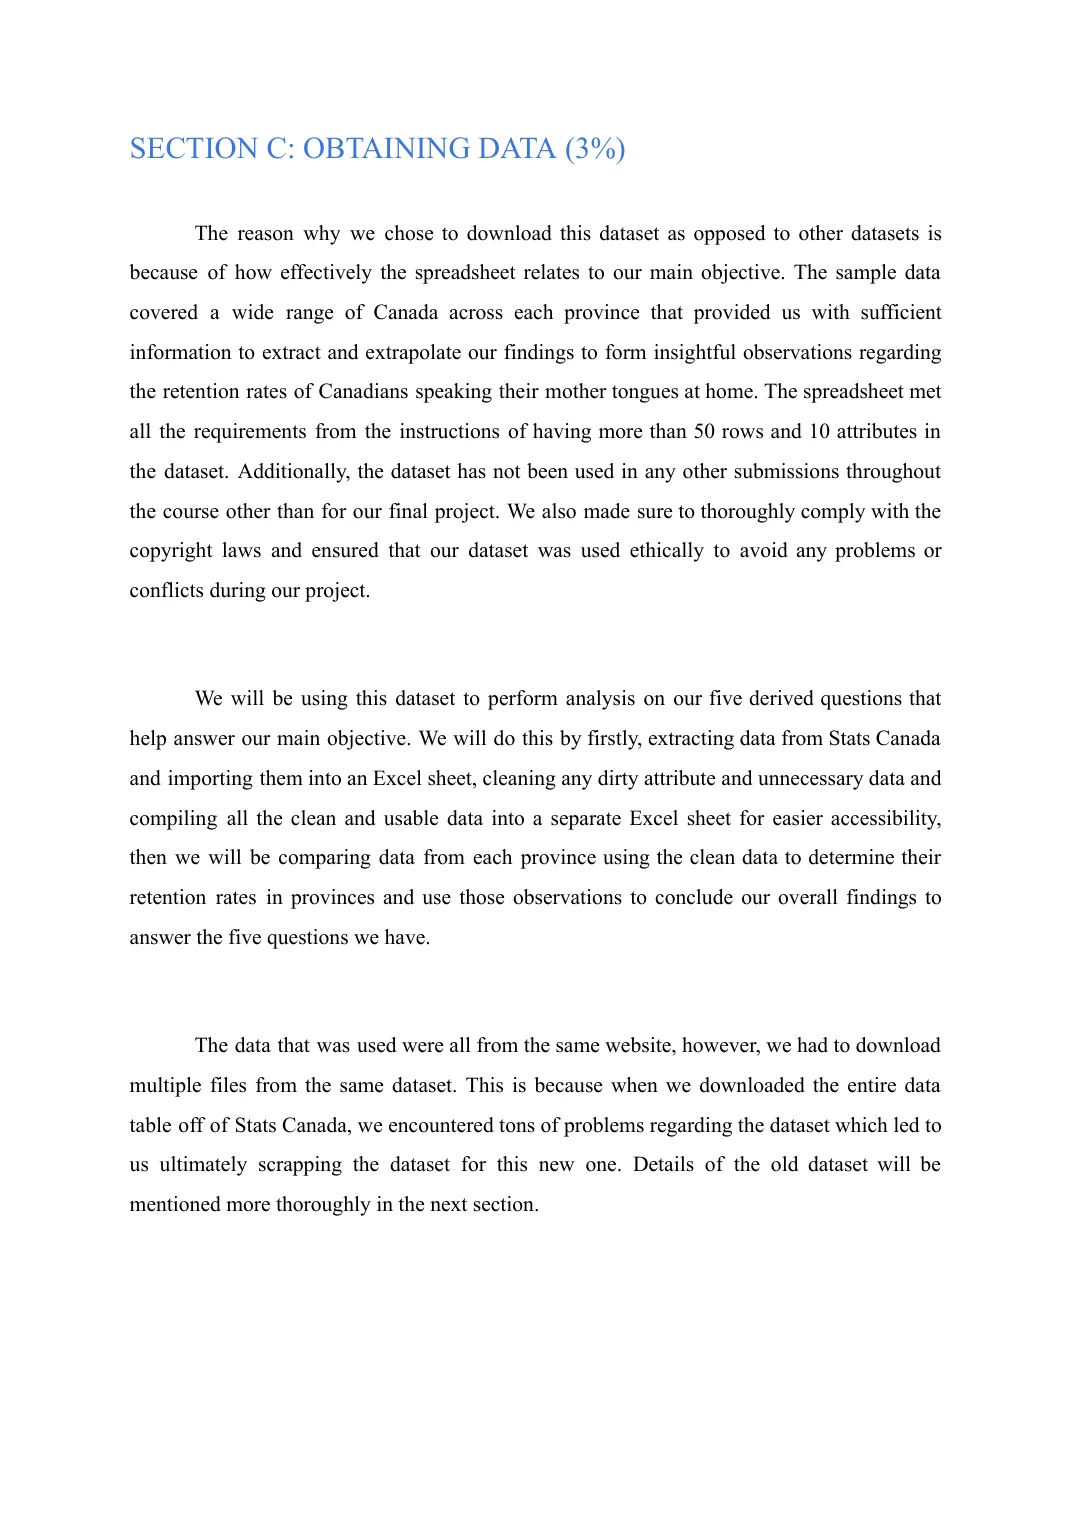 SECTION C: OBTAINING DATA (3%)
The reason why we chose to download this dataset as opposed to other datasets is
because of how effectively the spreadsheet relates to our main objective. The sample data
covered a wide range of Canada across each province that provided us with sufficient
information to extract and extrapolate our findings to form insightful observations regarding
the retention rates of Canadians speaking their mother tongues at home. The spreadsheet met
all the requirements from the instructions of having more than 50 rows and 10 attributes in
the dataset. Additionally, the dataset has not been used in any other submissions throughout
the course other than for our final project. We also made sure to thoroughly comply with the
copyright laws and ensured that our dataset was used ethically to avoid any problems or
conflicts during our project.
We will be using this dataset to perform analysis on our five derived questions that
help answer our main objective. We will do this by firstly, extracting data from Stats Canada
and importing them into an Excel sheet, cleaning any dirty attribute and unnecessary data and
compiling all the clean and usable data into a separate Excel sheet for easier accessibility,
then we will be comparing data from each province using the clean data to determine their
retention rates in provinces and use those observations to conclude our overall findings to
answer the five questions we have.
The data that was used were all from the same website, however, we had to download
multiple files from the same dataset. This is because when we downloaded the entire data
table off of Stats Canada, we encountered tons of problems regarding the dataset which led to
us ultimately scrapping the dataset for this new one. Details of the old dataset will be
mentioned more thoroughly in the next section.